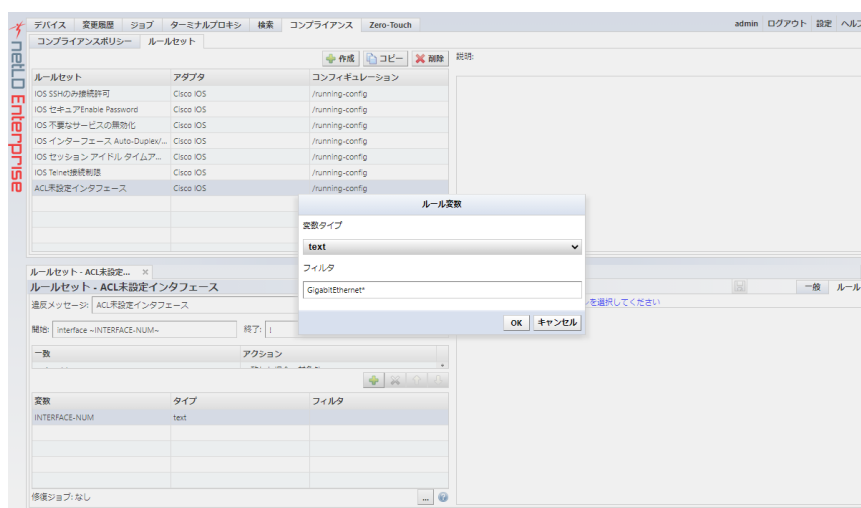 デバイス 変更履歴 ジョブ ターミナルプロキシ 検索 コンプライアンス Zero-Touch admin ログアウト 設定
netLD Enterprise
コンプライアンスポリシー ルールセット
作成 コピー 削除 説明:
ルールセット アダプタ コンフィギュレーション
IOS SSHのみ接続許可 Cisco IOS /running-config
IOS セキュアEnable Password Cisco IOS /running-config
IOS 不要なサービスの無効化 Cisco IOS /running-config
IOS インターフェース Auto-Duplex/... Cisco IOS /running-config
IOS セッション アイドル タイムア... Cisco IOS /running-config
IOS Telnet接続制限 Cisco IOS /running-config
ACL未設定インタフェース Cisco IOS /running-config
ルール変数
変数タイプ
text
フィルタ
GigabitEthernet*
OK キャンセル
ルールセット - ACL未設定...
ルールセット - ACL未設定インタフェース 一般 ルール
違反メッセージ: ACL未設定インタフェース
を選択してください
開始: interface ~INTERFACE-NUM~ 終了: !
一致 アクション
変数 タイプ フィルタ
INTERFACE-NUM text
修復ジョブ: なし ...